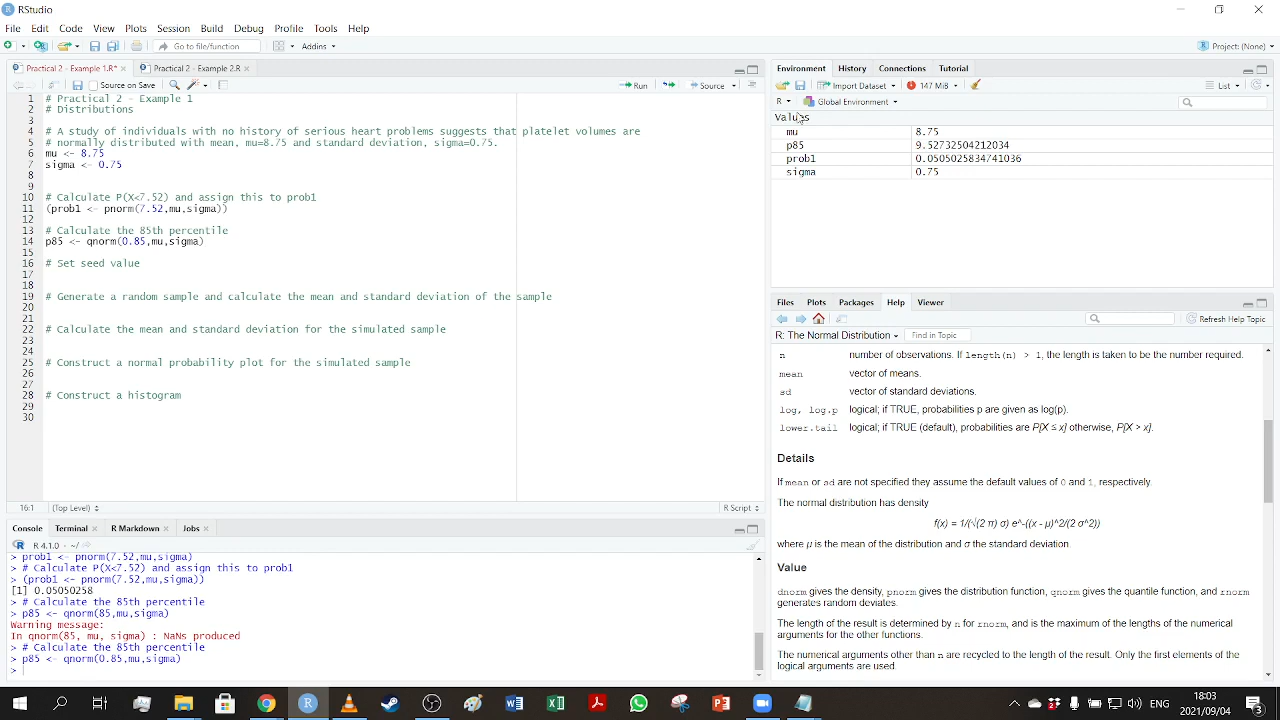 RStudio
File Edit Code View Plots Session Build Debug Profile Tools Help
Go to file/function
Addins
Project: (None)
Practical 2 - Example 1.R*
Practical 2 - Example 2.R
Source on Save
Run
Source
1 # Practical 2 - Example 1
2 # Distributions
3
4 # A study of individuals with no history of serious heart problems suggests that platelet volumes are
5 # normally distributed with mean, mu=8.75 and standard deviation, sigma=0.75.
6 mu <- 8.75
7 sigma <- 0.75
8
9
10 # Calculate P(X<7.52) and assign this to prob1
11 (prob1 <- pnorm(7.52,mu,sigma))
12
13 # Calculate the 85th percentile
14 p85 <- qnorm(0.85,mu,sigma)
15
16 # Set seed value
17
18
19 # Generate a random sample and calculate the mean and standard deviation of the sample
20
21
22 # Calculate the mean and standard deviation for the simulated sample
23
24
25 # Construct a normal probability plot for the simulated sample
26
27
28 # Construct a histogram
29
30
16:1
(Top Level)
R Script
Console Terminal R Markdown Jobs
R 4.1.0 · ~/
> prob1 <- pnorm(7.52,mu,sigma)
> # Calculate P(X<7.52) and assign this to prob1
> (prob1 <- pnorm(7.52,mu,sigma))
[1] 0.05050258
> # Calculate the 85th percentile
> p85 <- qnorm(85,mu,sigma)
Warning message:
In qnorm(85, mu, sigma) : NaNs produced
> # Calculate the 85th percentile
> p85 <- qnorm(0.85,mu,sigma)
>
Environment History Connections Tutorial
Import Dataset
147 MiB
List
R
Global Environment
Values
mu 8.75
p85 9.52732504212034
prob1 0.0505025834741036
sigma 0.75
Files Plots Packages Help Viewer
Refresh Help Topic
R: The Normal Distribution
Find in Topic
n number of observations. If length(n) > 1, the length is taken to be the number required.
mean vector of means.
sd vector of standard deviations.
log, log.p logical; if TRUE, probabilities p are given as log(p).
lower.tail logical; if TRUE (default), probabilities are P[X ≤ x] otherwise, P[X > x].
Details
If mean or sd are not specified they assume the default values of 0 and 1, respectively.
The normal distribution has density
f(x) = 1/(√(2 π) σ) e^-((x - μ)^2/(2 σ^2))
where μ is the mean of the distribution and σ the standard deviation.
Value
dnorm gives the density, pnorm gives the distribution function, qnorm gives the quantile function, and rnorm
generates random deviates.
The length of the result is determined by n for rnorm, and is the maximum of the lengths of the numerical
arguments for the other functions.
The numerical arguments other than n are recycled to the length of the result. Only the first elements of the
logical arguments are used.
ENG
18:03
2021/09/04